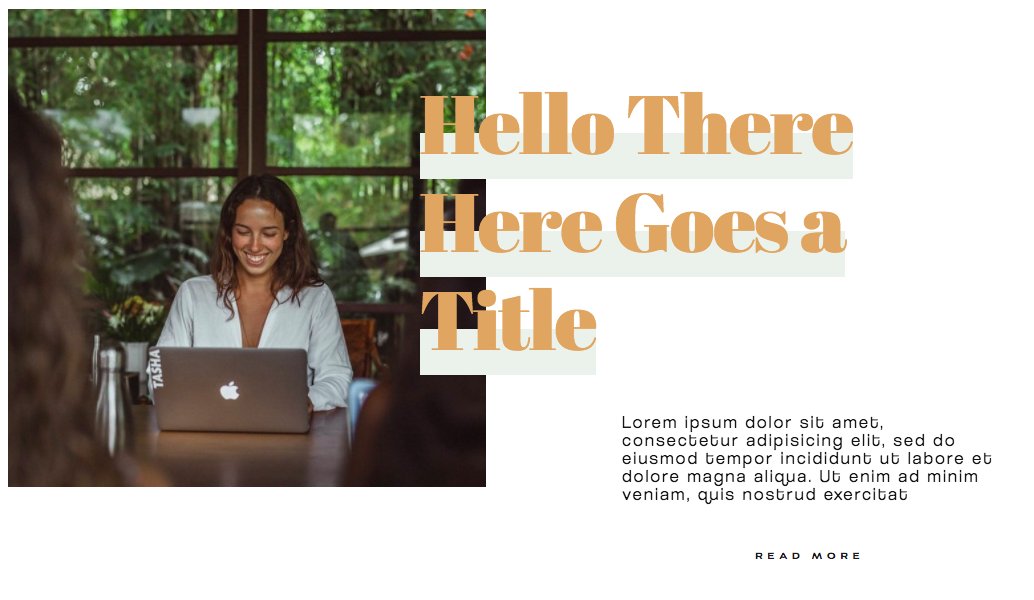 Hello There
Here Goes a
Title
TASHA
Lorem ipsum dolor sit amet,
consectetur adipisicing elit, sed do
eiusmod tempor incididunt ut labore et
dolore magna aliqua. Ut enim ad minim
veniam, quis nostrud exercitat
READ MORE